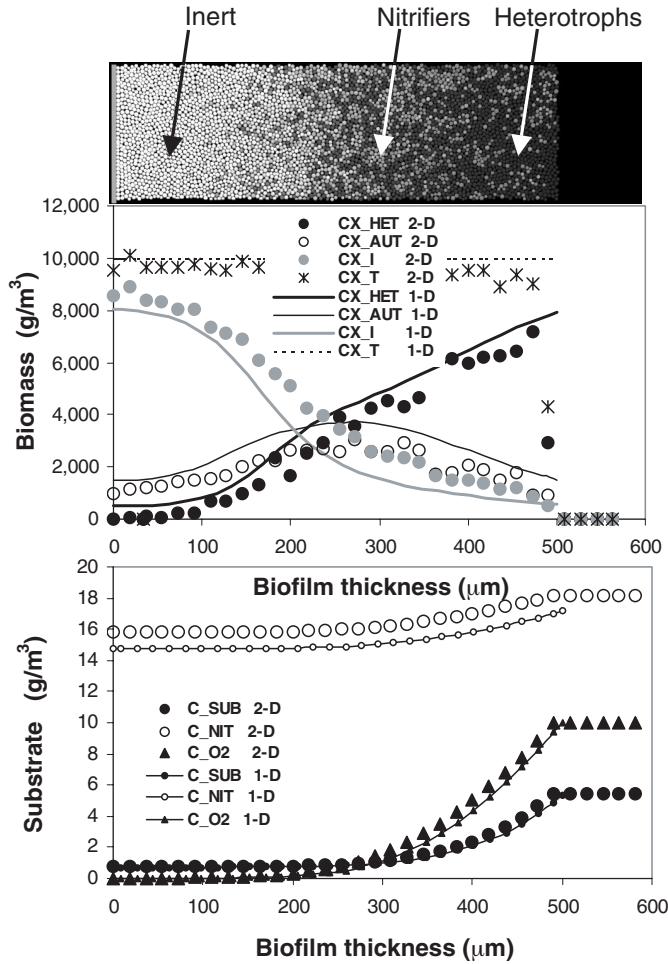 Inert
Nitrifiers
Heterotrophs
12,000
10,000
8,000
6,000
4,000
2,000
0
Biomass (g/m³)
CX_HET 2-D
CX_AUT 2-D
CX_I 2-D
CX_T 2-D
CX_HET 1-D
CX_AUT 1-D
CX_I 1-D
CX_T 1-D
0 100 200 300 400 500 600
Biofilm thickness (μm)
20
18
16
14
12
10
8
6
4
2
0
Substrate (g/m³)
C_SUB 2-D
C_NIT 2-D
C_O2 2-D
C_SUB 1-D
C_NIT 1-D
C_O2 1-D
0 100 200 300 400 500 600
Biofilm thickness (μm)